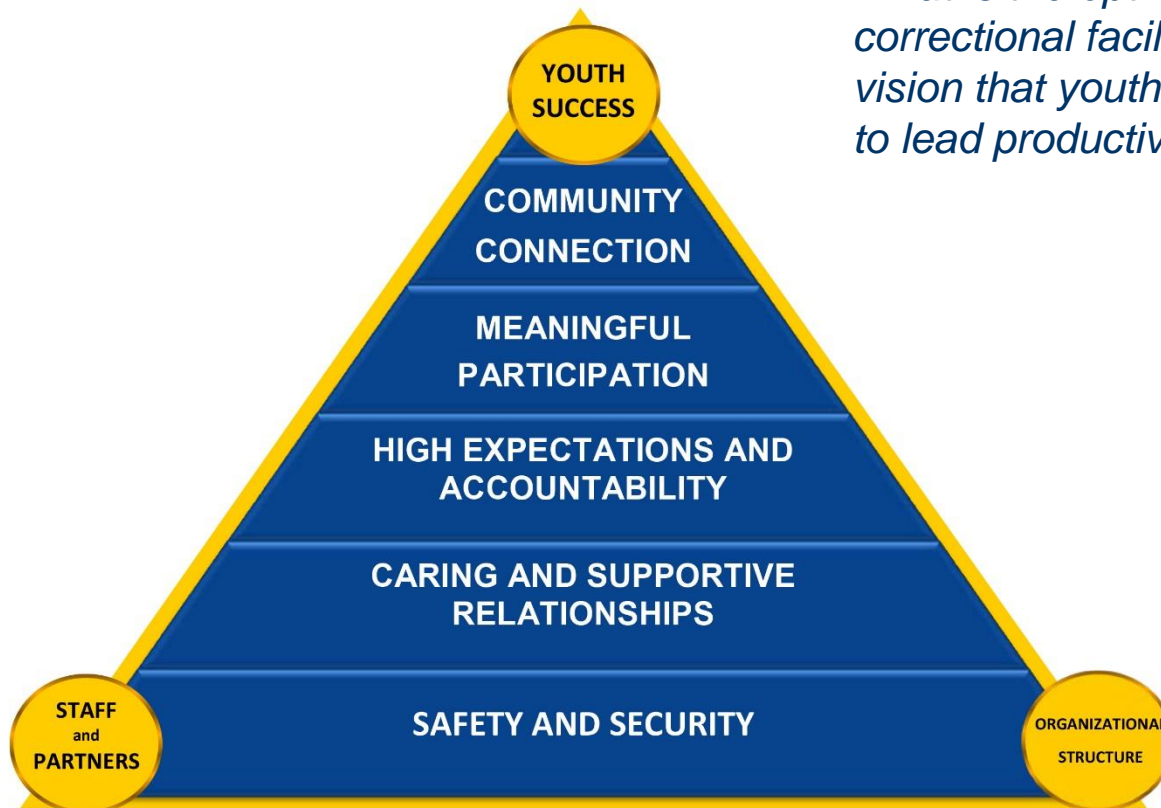 correctional facil
vision that youth
to lead productiv
YOUTH
SUCCESS
COMMUNITY
CONNECTION
MEANINGFUL
PARTICIPATION
HIGH EXPECTATIONS AND
ACCOUNTABILITY
CARING AND SUPPORTIVE
RELATIONSHIPS
SAFETY AND SECURITY
STAFF
and
PARTNERS
ORGANIZATIONAL
STRUCTURE